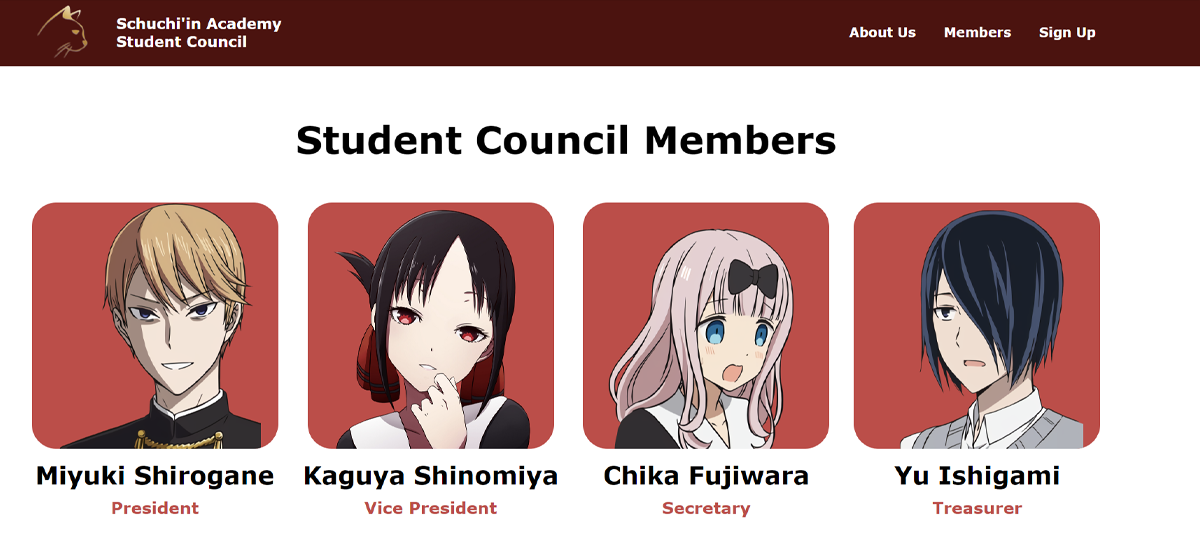 Schuchi'in Academy
Student Council
About Us Members Sign Up
Student Council Members
Miyuki Shirogane Kaguya Shinomiya Chika Fujiwara Yu Ishigami
President Vice President Secretary Treasurer